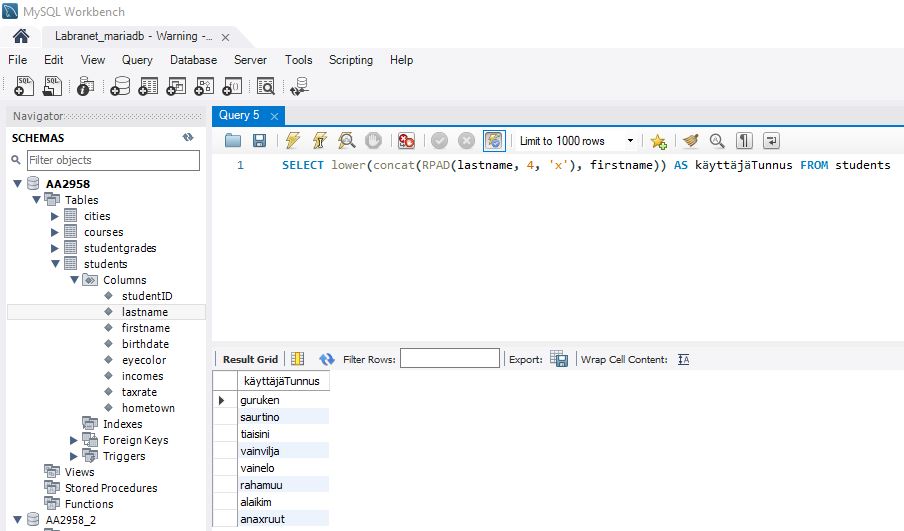 MySQL Workbench
Labranet_mariadb - Warning -... ×
File Edit View Query Database Server Tools Scripting Help
Navigator
Query 5 ×
SCHEMAS
Limit to 1000 rows
Filter objects
1 SELECT lower(concat(RPAD(lastname, 4, 'x'), firstname)) AS käyttäjäTunnus FROM students
AA2958
Tables
cities
courses
studentgrades
students
Columns
studentID
lastname
firstname
birthdate
eyecolor
incomes
taxrate
hometown
Indexes
Foreign Keys
Triggers
Views
Stored Procedures
Functions
AA2958_2
Result Grid Filter Rows: Export: Wrap Cell Content:
käyttäjäTunnus
guruken
saurtino
tiaisini
vainvilja
vainelo
rahamuu
alaikim
anaxruut